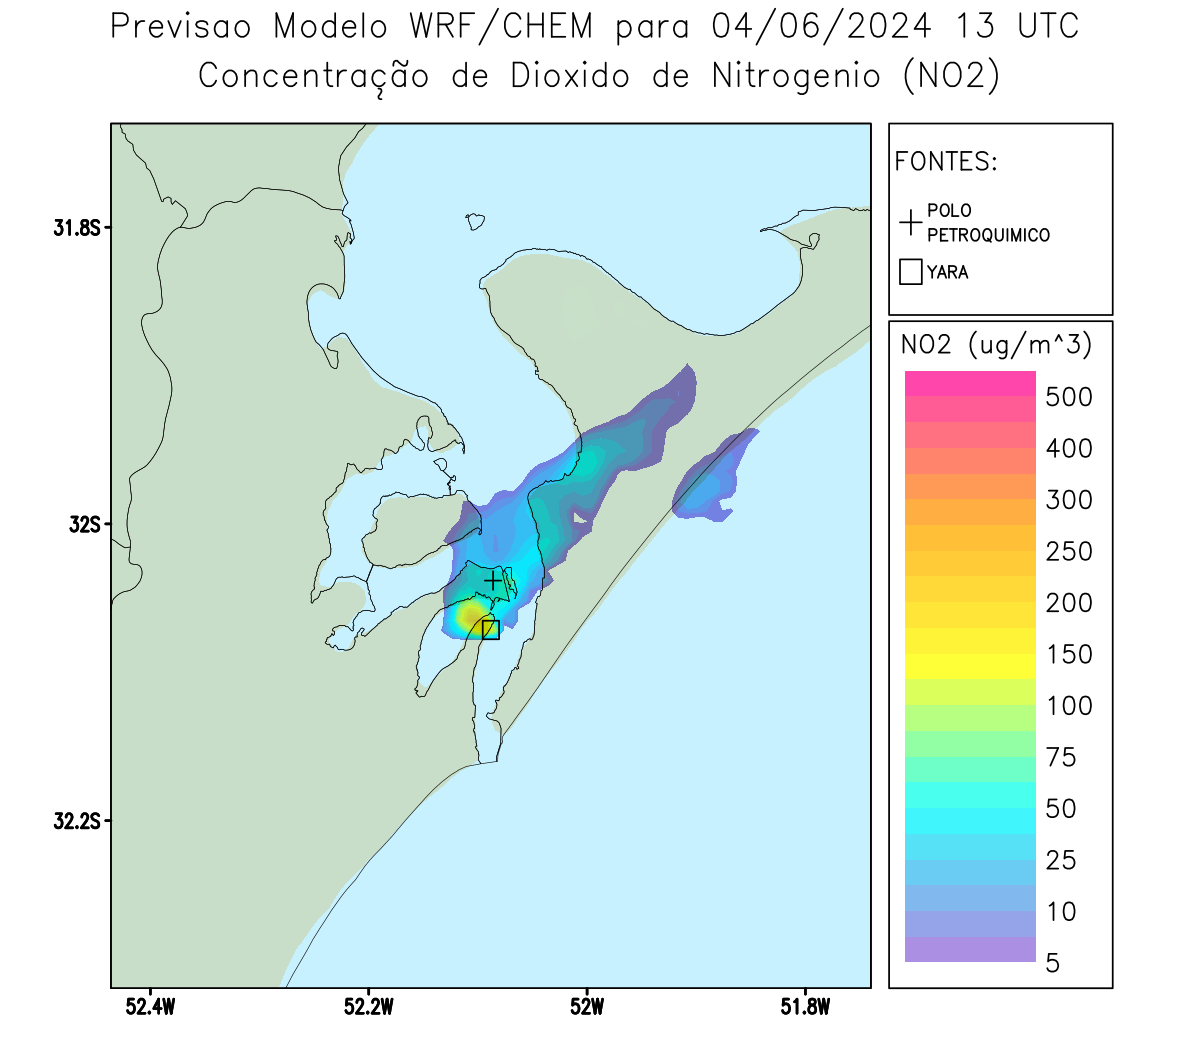 Previsao Modelo WRF/CHEM para 04/06/2024 13 UTC
Concentração de Dioxido de Nitrogenio (NO2)
FONTES:
POLO
PETROQUIMICO
YARA
31.8S
32S
32.2S
52.4W
52.2W
52W
51.8W
NO2 (ug/m^3)
500
400
300
250
200
150
100
75
50
25
10
5